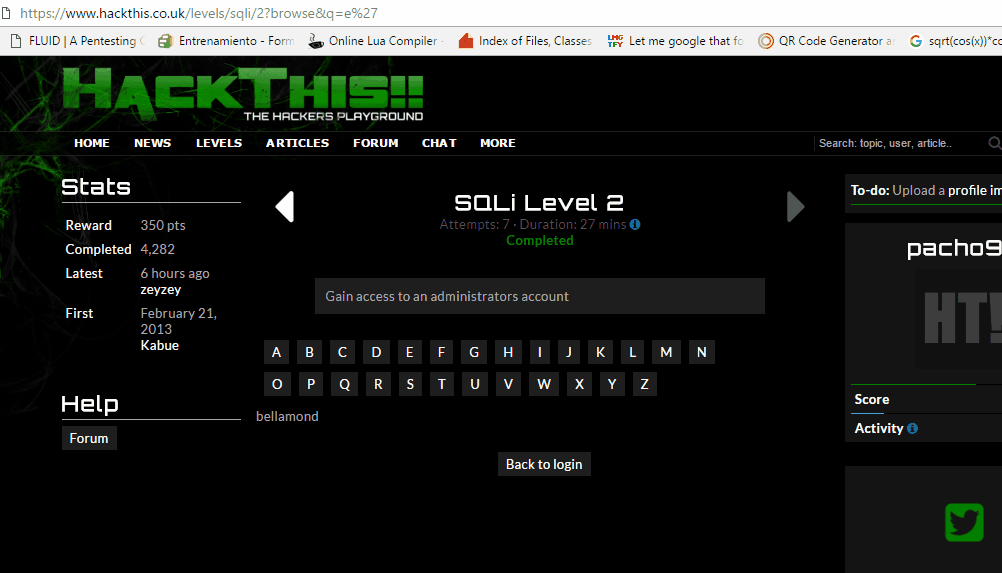 https://www.hackthis.co.uk/levels/sqli/2?browse&q=e%27
FLUID | A Pentesting Entrenamiento - Form Online Lua Compiler Index of Files, Classes Let me google that fo QR Code Generator a sqrt(cos(x))*co
LMG
TFY
HACKTHIS!!
THE HACKERS PLAYGROUND
HOME NEWS LEVELS ARTICLES FORUM CHAT MORE Search: topic, user, article..
Stats
Reward 350 pts
Completed 4,282
Latest 6 hours ago
zeyzey
First February 21,
2013
Kabue
Help
Forum
SQLi Level 2
Attempts: 7 · Duration: 27 mins
Completed
Gain access to an administrators account
A B C D E F G H I J K L M N
O P Q R S T U V W X Y Z
bellamond
Back to login
To-do: Upload a profile im
pacho9
HT!
Score
Activity